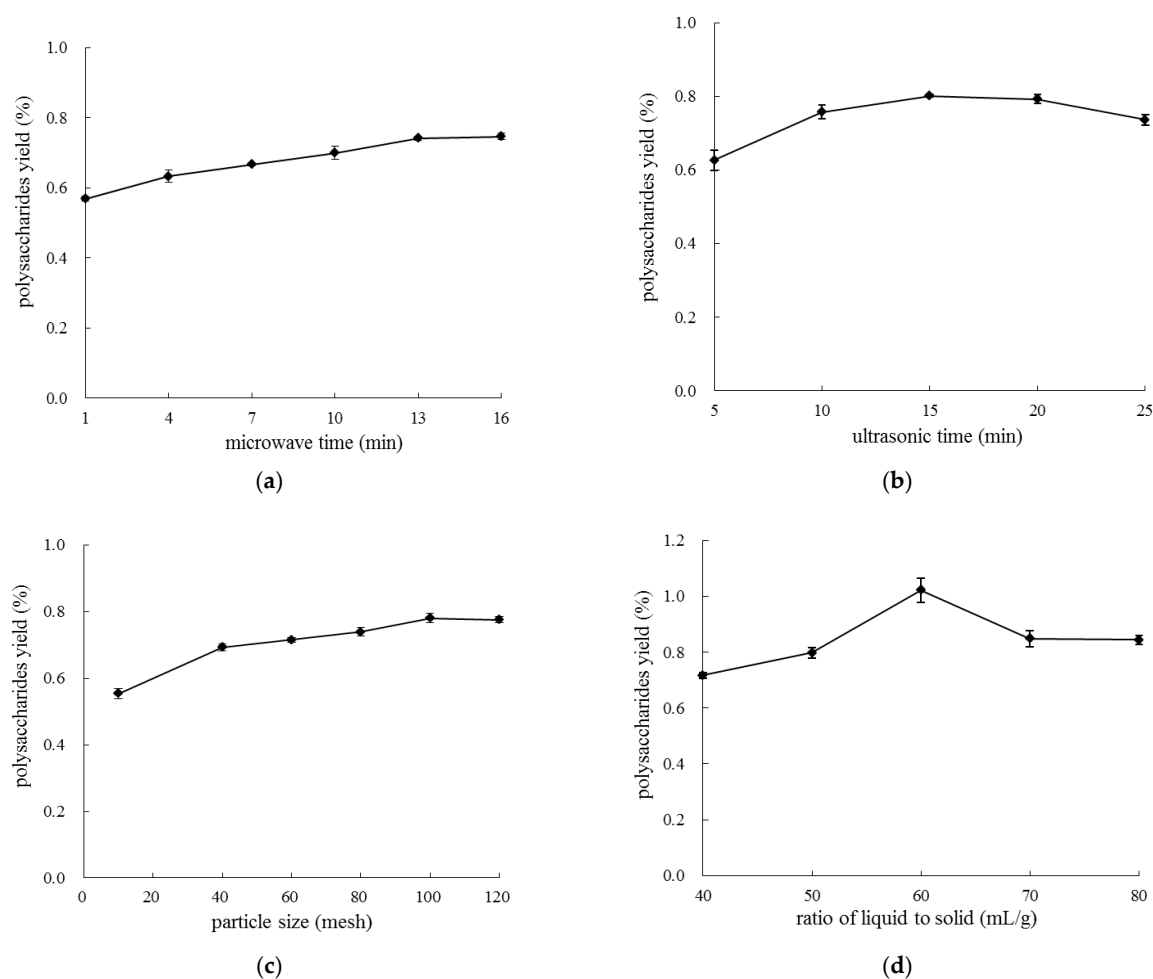 1.0
0.8
0.6
0.4
0.2
0.0
polysaccharides yield (%)
1 4 7 10 13 16
microwave time (min)
(a)
1.0
0.8
0.6
0.4
0.2
0.0
polysaccharides yield (%)
5 10 15 20 25
ultrasonic time (min)
(b)
1.0
0.8
0.6
0.4
0.2
0.0
polysaccharides yield (%)
0 20 40 60 80 100 120
particle size (mesh)
(c)
1.2
1.0
0.8
0.6
0.4
0.2
0.0
polysaccharides yield (%)
40 50 60 70 80
ratio of liquid to solid (mL/g)
(d)